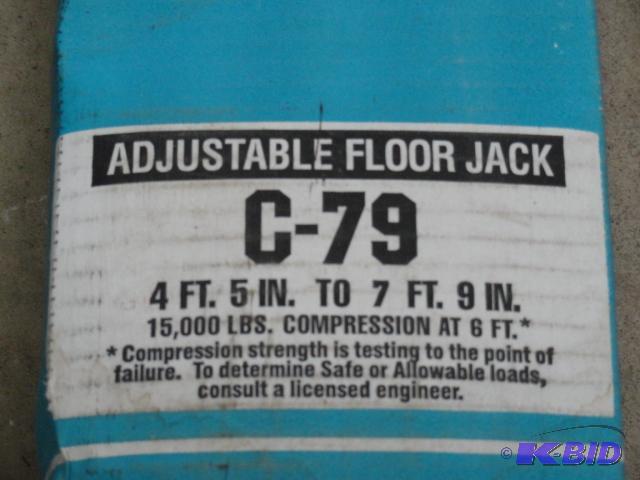 ADJUSTABLE FLOOR JACK
C-79
4 FT. 5 IN. TO 7 FT. 9 IN.
15,000 LBS. COMPRESSION AT 6 FT.*
*Compression strength is testing to the point of
failure. To determine Safe or Allowable loads,
consult a licensed engineer.
© K-BID